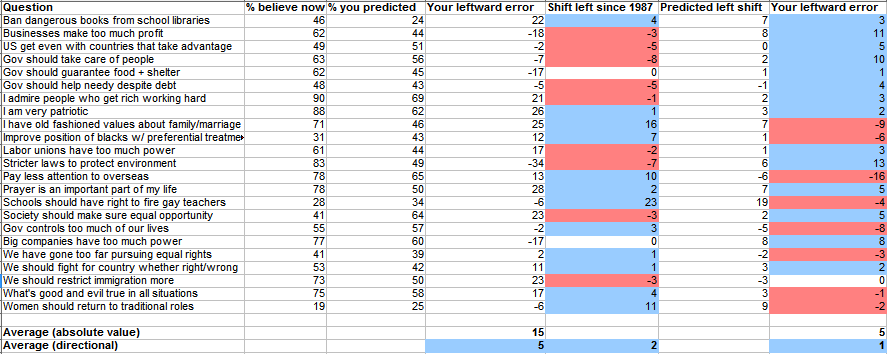 Question % believe now % you predicted Your leftward error Shift left since 1987 Predicted left shift Your leftward error
Ban dangerous books from school libraries 46 24 22 4 7 3
Businesses make too much profit 62 44 -18 -3 8 11
US get even with countries that take advantage 49 51 -2 -5 0 5
Gov should take care of people 63 56 -7 -8 2 10
Gov should guarantee food + shelter 62 45 -17 0 1 1
Gov should help needy despite debt 48 43 -5 -5 -1 4
I admire people who get rich working hard 90 69 21 -1 2 3
I am very patriotic 88 62 26 1 3 2
I have old fashioned values about family/marriage 71 46 25 16 7 -9
Improve position of blacks w/ preferential treatme 31 43 12 7 1 -6
Labor unions have too much power 61 44 17 -2 1 3
Stricter laws to protect environment 83 49 -34 -7 6 13
Pay less attention to overseas 78 65 13 10 -6 -16
Prayer is an important part of my life 78 50 28 2 7 5
Schools should have right to fire gay teachers 28 34 -6 23 19 -4
Society should make sure equal opportunity 41 64 23 -3 2 5
Gov controls too much of our lives 55 57 -2 3 -5 -8
Big companies have too much power 77 60 -17 0 8 8
We have gone too far pursuing equal rights 41 39 2 1 -2 -3
We should fight for country whether right/wrong 53 42 11 1 3 2
We should restrict immigration more 73 50 23 -3 -3 0
What's good and evil true in all situations 75 58 17 4 3 -1
Women should return to traditional roles 19 25 -6 11 9 -2
Average (absolute value) 15 5
Average (directional) 5 2 1